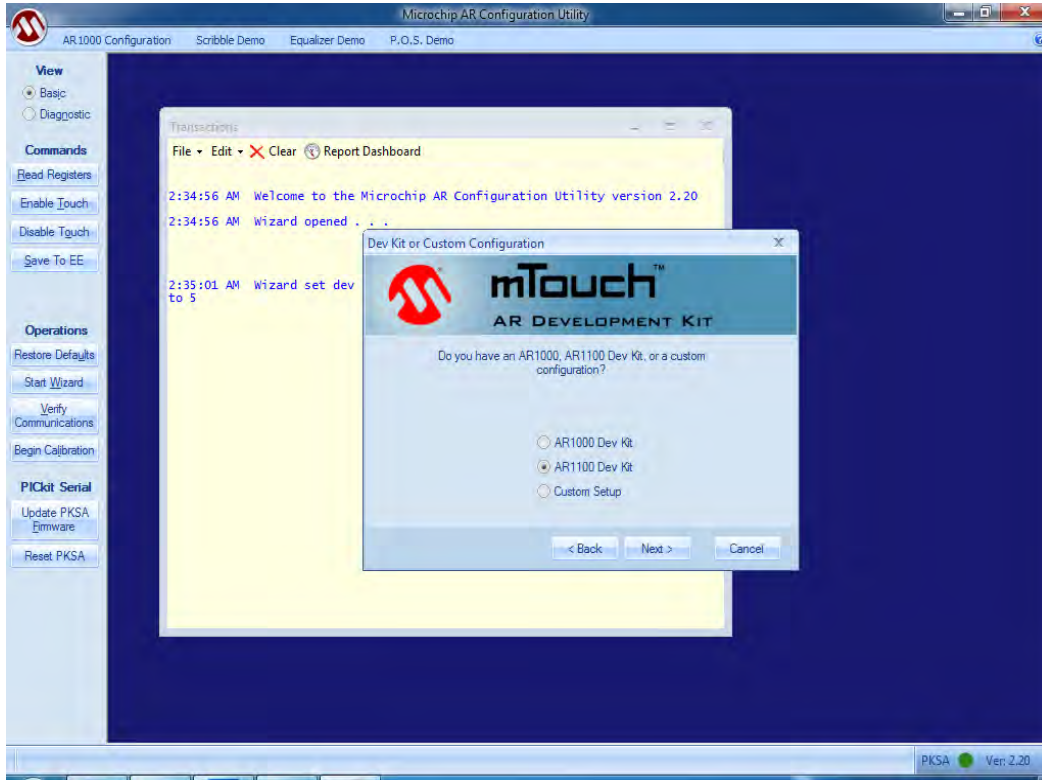 Microchip AR Configuration Utility
AR1000 Configuration Scribble Demo Equalizer Demo P.O.S. Demo
View
Basic
Diagnostic
Commands
Read Registers
Enable Touch
Disable Touch
Save To EE
Operations
Restore Defaults
Start Wizard
Verify
Communications
Begin Calibration
PICkit Serial
Update PKSA
Firmware
Reset PKSA
Transactions
File Edit Clear Report Dashboard
2:34:56 AM Welcome to the Microchip AR Configuration Utility version 2.20
2:34:56 AM Wizard opened . . .
2:35:01 AM Wizard set dev
to 5
Dev Kit or Custom Configuration
mTouch™
AR DEVELOPMENT KIT
Do you have an AR1000, AR1100 Dev Kit, or a custom
configuration?
AR1000 Dev Kit
AR1100 Dev Kit
Custom Setup
< Back Next > Cancel
PKSA Ver: 2.20